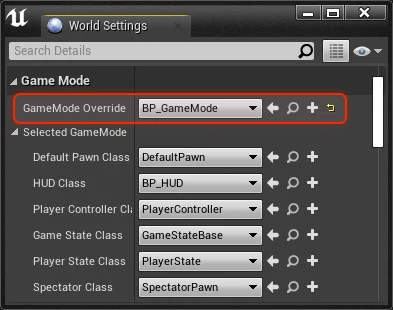 World Settings
Search Details
Game Mode
GameMode Override BP_GameMode
Selected GameMode
Default Pawn Class DefaultPawn
HUD Class BP_HUD
Player Controller Cla PlayerController
Game State Class GameStateBase
Player State Class PlayerState
Spectator Class SpectatorPawn